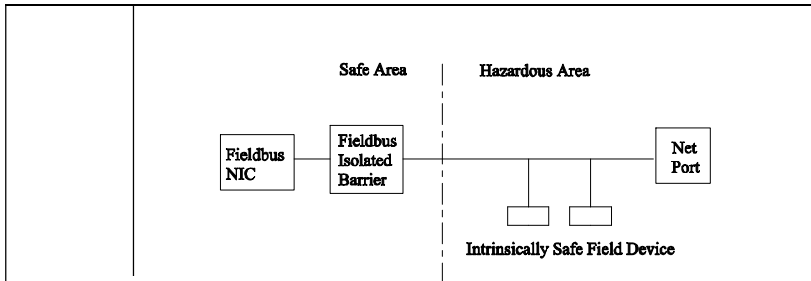 Safe Area
Hazardous Area
Fieldbus
NIC
Fieldbus
Isolated
Barrier
Net
Port
Intrinsically Safe Field Device